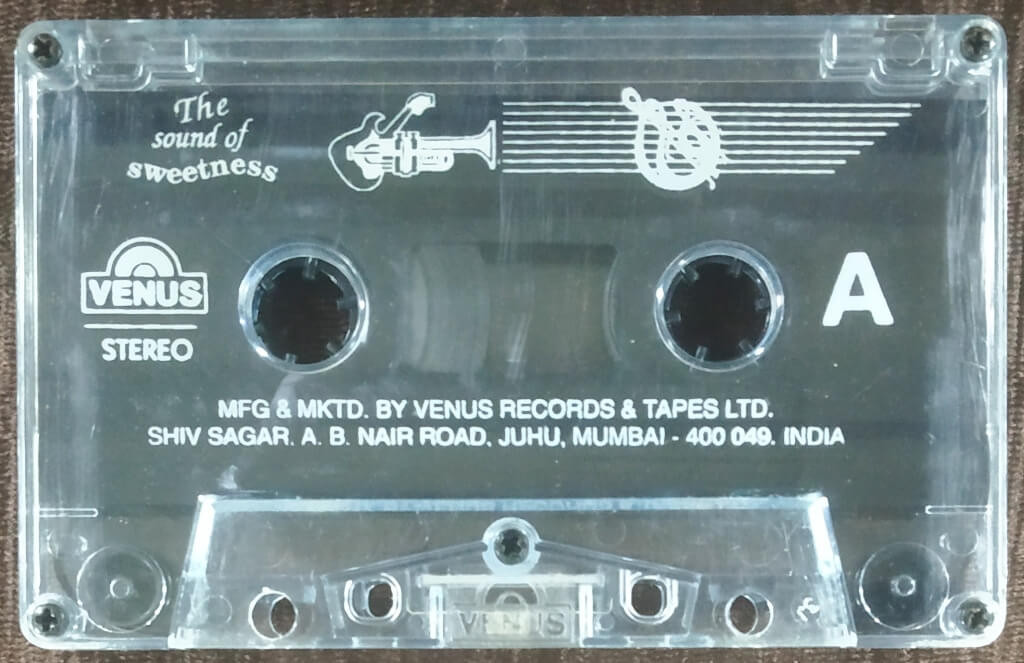 The
sound of
sweetness
VENUS
STEREO
A
MFG & MKTD. BY VENUS RECORDS & TAPES LTD.
SHIV SAGAR. A. B. NAIR ROAD, JUHU, MUMBAI - 400 049. INDIA
VENUS